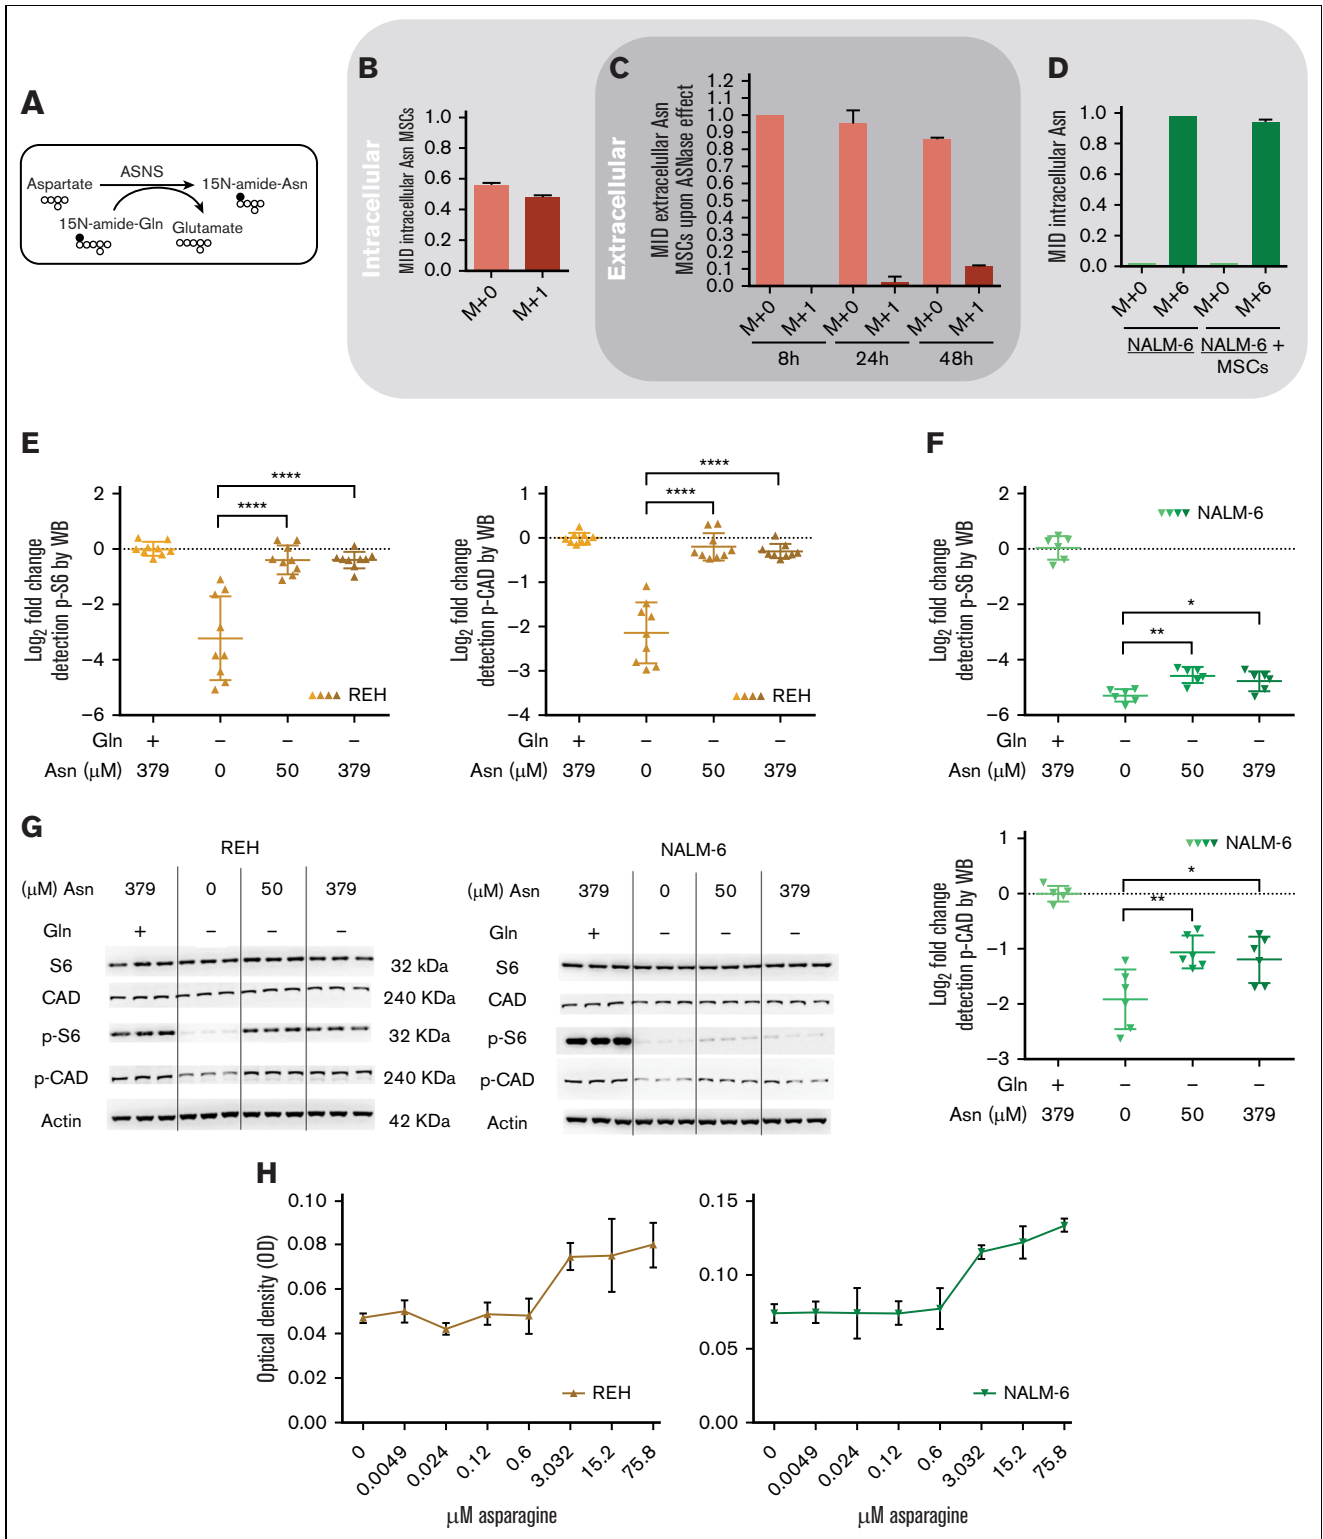 A
Aspartate
ASNS
15N-amide-Asn
15N-amide-Gln
Glutamate
Intracellular
B
MID intracellular Asn MSCs
1.0
0.8
0.6
0.4
0.2
0.0
M+0
M+1
Extracellular
C
MID extracelullar Asn
MSCs upon ASNase effect
1.2
1.1
1.0
0.9
0.8
0.7
0.6
0.5
0.4
0.3
0.2
0.1
0.1
0.0
M+0 M+1 M+0 M+1 M+0 M+1
8h 24h 48h
D
MID intracellular Asn
1.0
0.8
0.6
0.4
0.2
0.0
M+0 M+6 M+0 M+6
NALM-6 NALM-6 +
MSCs
E
Log2 fold change
detection p-S6 by WB
2
0
−2
−4
−6
****
****
REH
Gln + − − −
Asn (μM) 379 0 50 379
Log2 fold change
detection p-CAD by WB
1
0
−1
−2
−3
−4
****
****
REH
+ − − −
379 0 50 379
F
Log2 fold change
detection p-S6 by WB
2
0
−2
−4
−6
NALM-6
*
**
Gln + − − −
Asn (μM) 379 0 50 379
Log2 fold change
detection p-CAD by WB
1
0
−1
−2
−3
NALM-6
*
**
Gln + − − −
Asn (μM) 379 0 50 379
G
REH
(μM) Asn 379 0 50 379
Gln + − − −
S6 32 kDa
CAD 240 KDa
p-S6 32 KDa
p-CAD 240 KDa
Actin 42 KDa
NALM-6
(μM) Asn 379 0 50 379
Gln + − − −
S6
CAD
p-S6
p-CAD
Actin
H
Optical density (OD)
0.10
0.08
0.06
0.04
0.02
0.00
REH
0 0.0049 0.024 0.12 0.6 3.032 15.2 75.8
μM asparagine
0.15
0.10
0.05
0.00
NALM-6
0 0.0049 0.024 0.12 0.6 3.032 15.2 75.8
μM asparagine